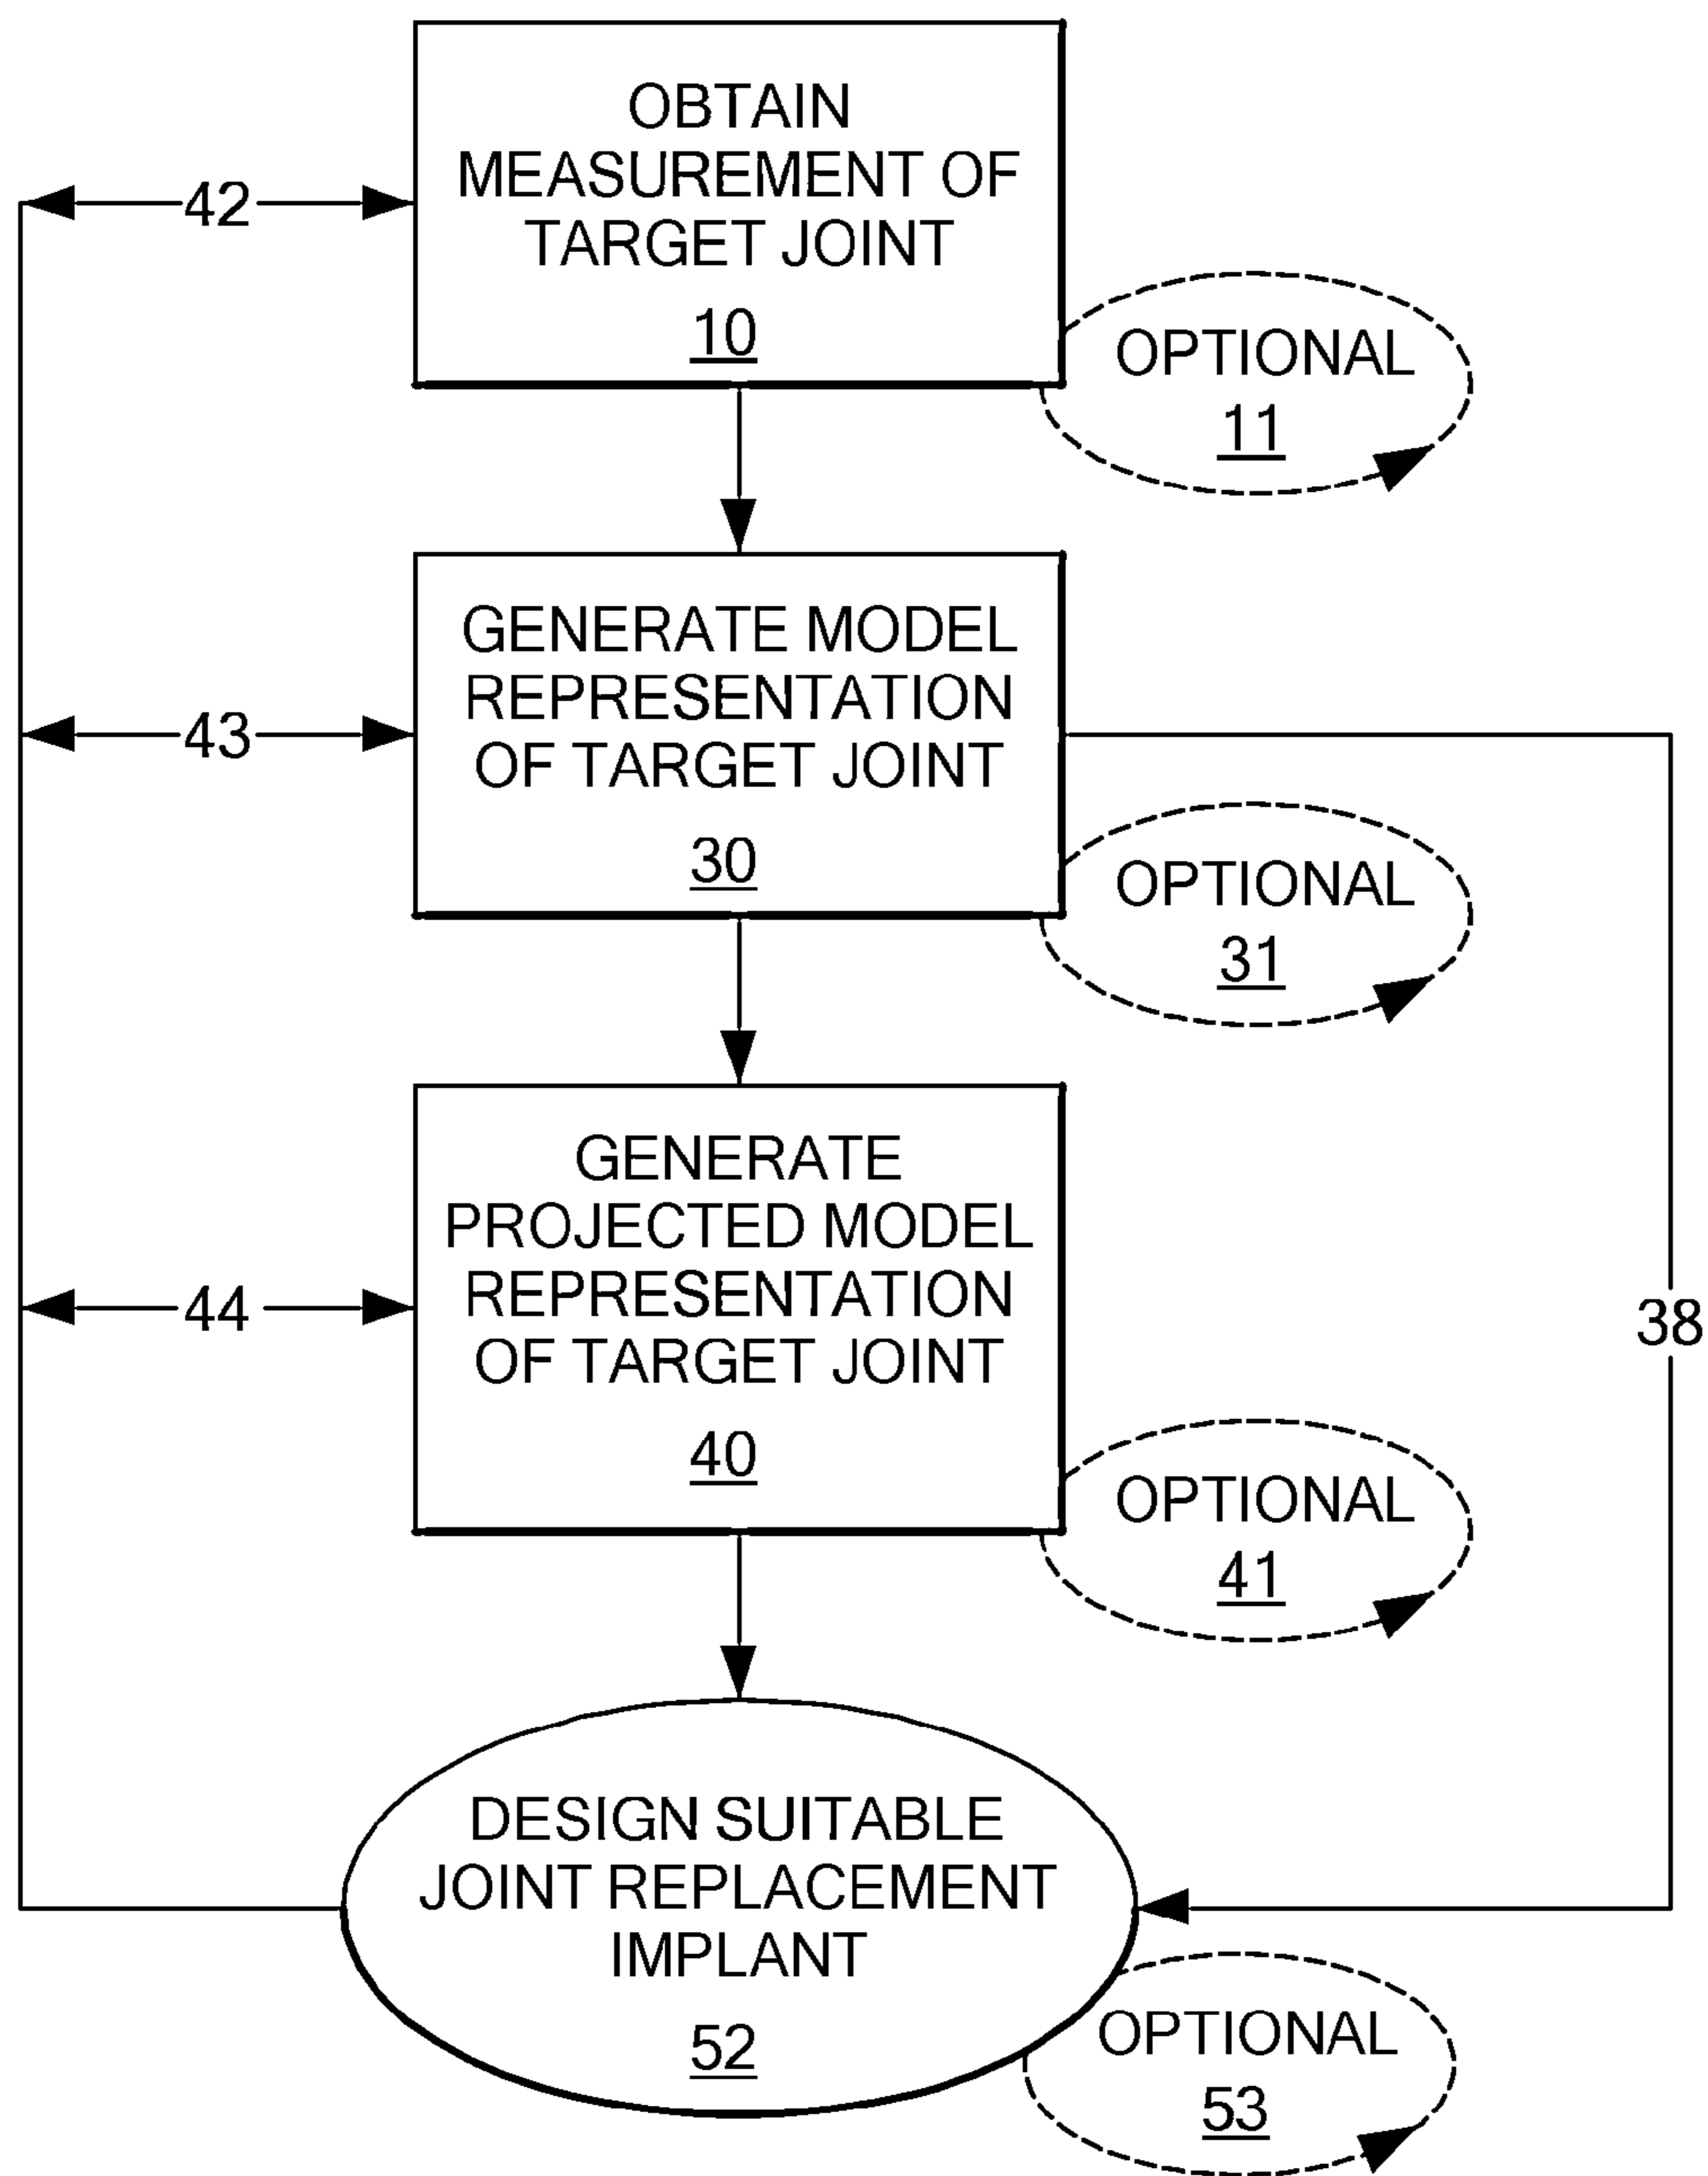 OBTAIN
MEASUREMENT OF
TARGET JOINT
10
42
OPTIONAL
11
GENERATE MODEL
REPRESENTATION
OF TARGET JOINT
30
43
OPTIONAL
31
GENERATE
PROJECTED MODEL
REPRESENTATION
OF TARGET JOINT
40
44
38
OPTIONAL
41
DESIGN SUITABLE
JOINT REPLACEMENT
IMPLANT
52
OPTIONAL
53